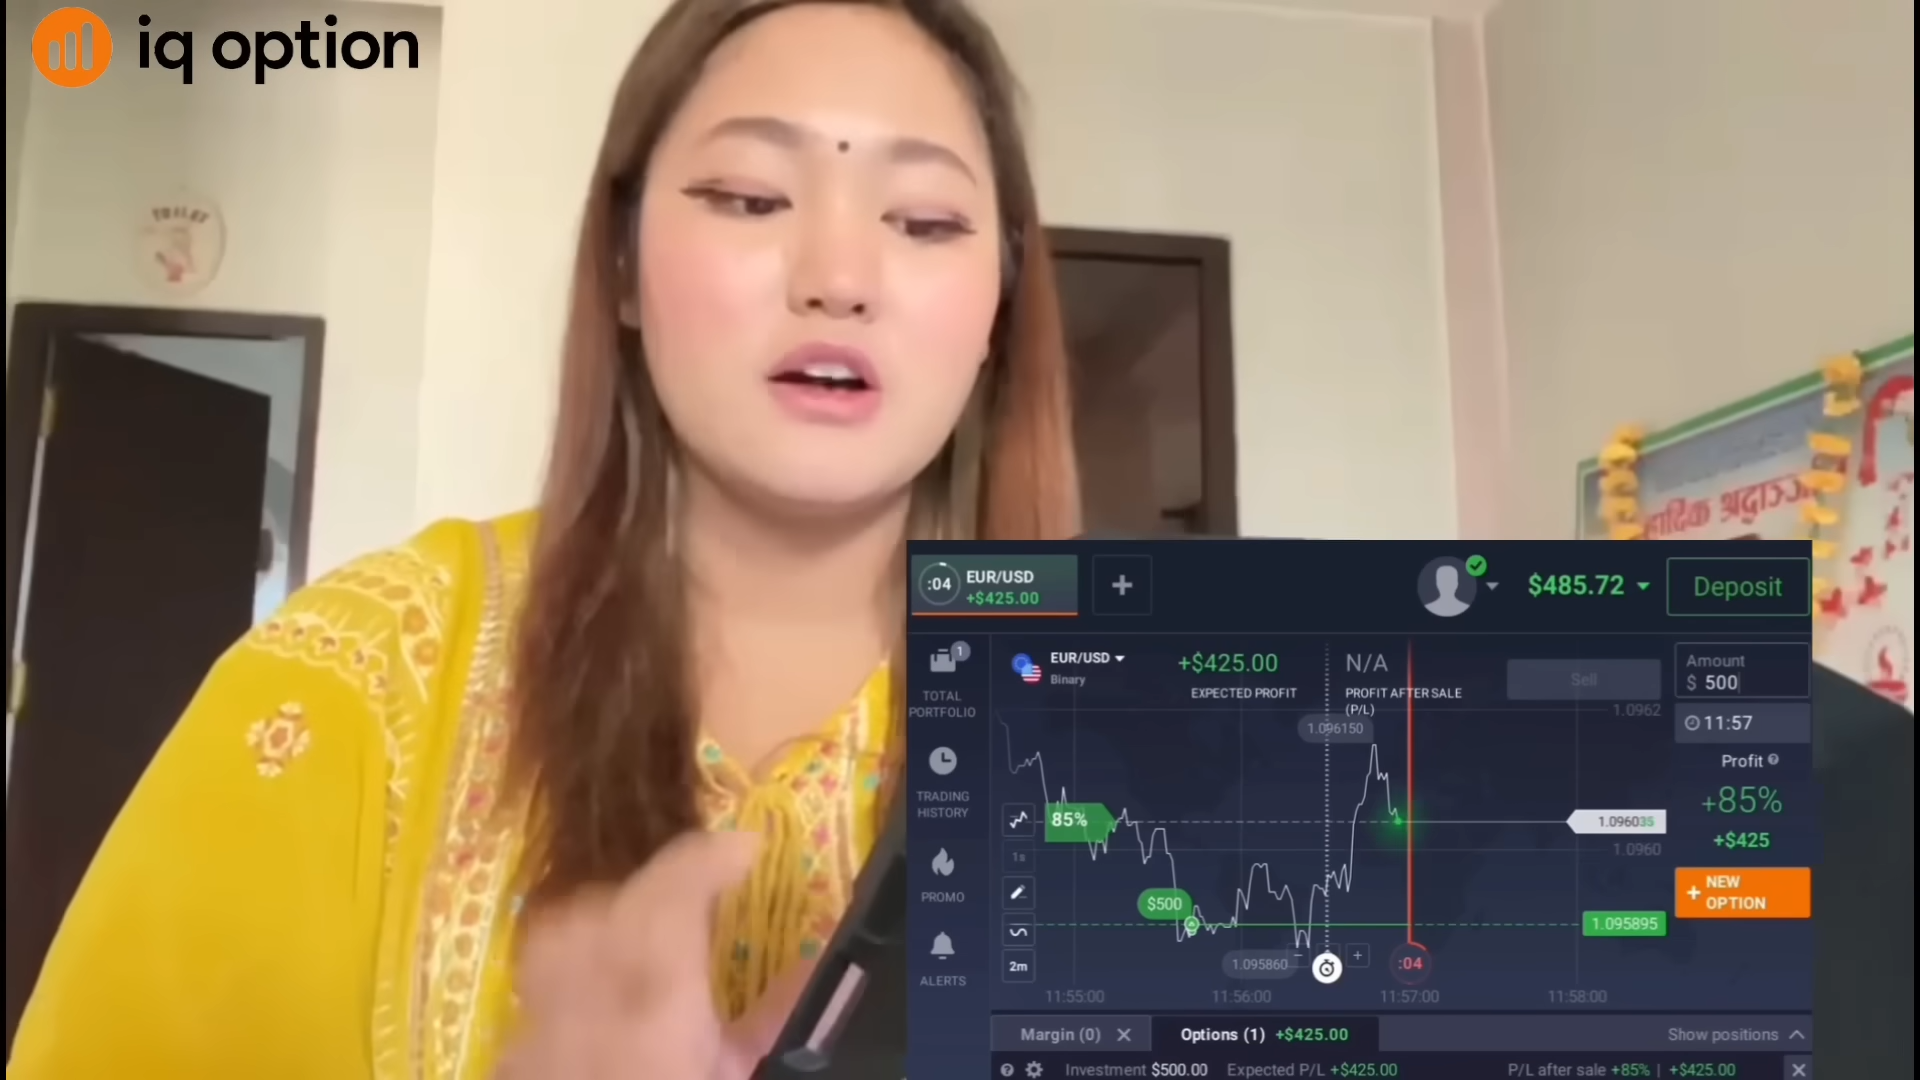 iq option
TOILET
:04
EUR/USD
+$425.00
+
$485.72
Deposit
1
TOTAL
PORTFOLIO
TRADING
HISTORY
PROMO
ALERTS
EUR/USD
Binary
+$425.00
EXPECTED PROFIT
N/A
PROFIT AFTER SALE
(P/L)
Sell
1.0962
1.096150
Amount
$ 500
11:57
Profit
+85%
+$425
+ NEW
OPTION
85%
1.096035
1.0960
1s
$500
1.095895
1.095860
- +
:04
2m
11:55:00
11:56:00
11:57:00
11:58:00
Margin (0) X
Options (1) +$425.00
Show positions
Investment $500.00
Expected P/L +$425.00
P/L after sale +85% | +$425.00
X